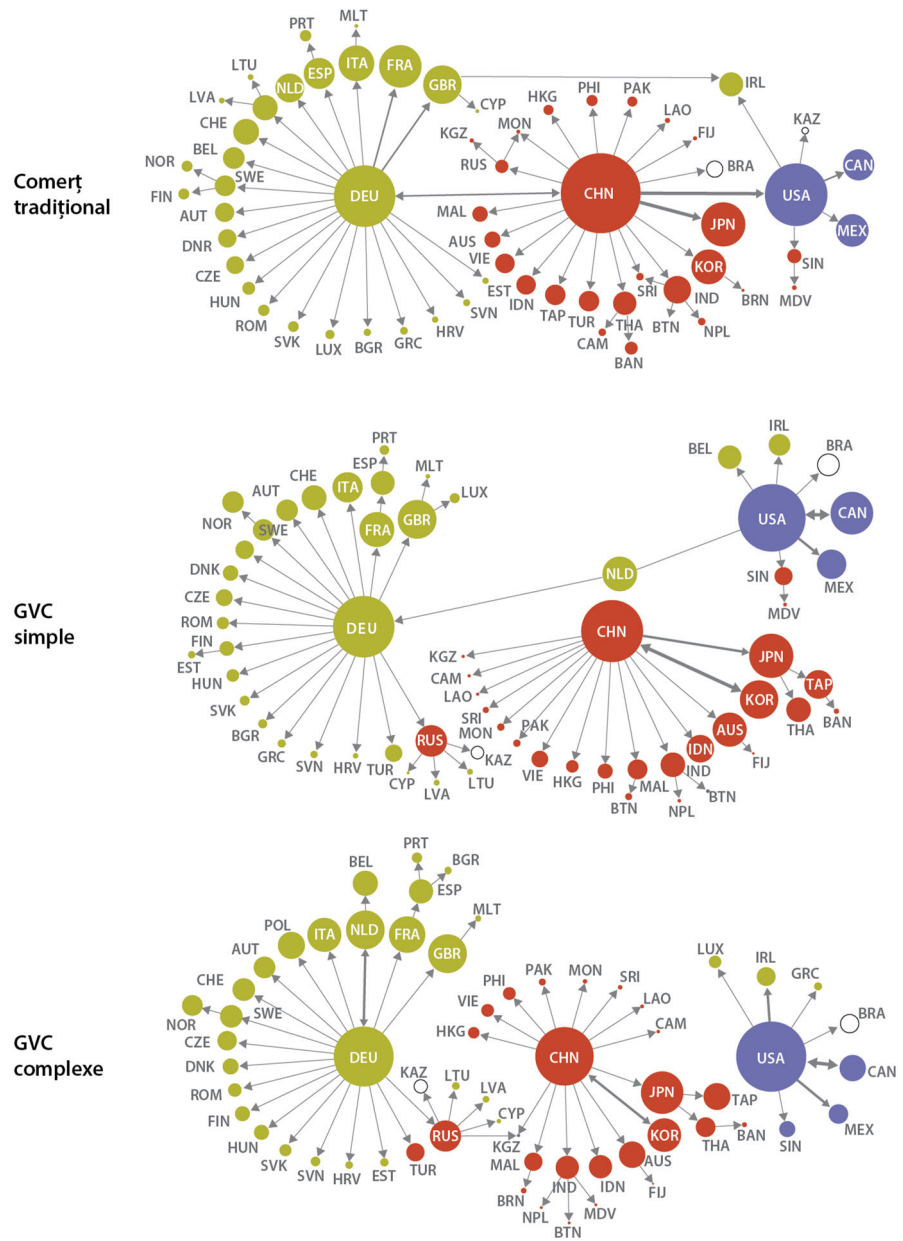 Comerț
tradițional
MLT
PRT
ITA
FRA
ESP
GBR
LTU
NLD
LVA
CYP
CHE
BEL
NOR
SWE
FIN
DEU
AUT
DNR
CZE
HUN
ROM
SVK
LUX
BGR
GRC
HRV
SVN
EST
IRL
HKG
PHI
PAK
MON
LAO
KGZ
FIJ
RUS
BRA
CHN
MAL
JPN
AUS
VIE
KOR
IDN
SRI
IND
BRN
TAP
TUR
THA
BTN
NPL
CAM
BAN
KAZ
CAN
USA
MEX
SIN
MDV
GVC
simple
PRT
ESP
MLT
CHE
ITA
LUX
AUT
GBR
FRA
NOR
SWE
DNK
CZE
DEU
ROM
FIN
EST
HUN
SVK
BGR
GRC
SVN
HRV
TUR
RUS
KAZ
CYP
LVA
LTU
IRL
BEL
BRA
USA
CAN
MEX
NLD
SIN
MDV
CHN
KGZ
CAM
LAO
SRI
MON
PAK
VIE
HKG
PHI
BTN
MAL
IND
NPL
BTN
IDN
AUS
FIJ
KOR
JPN
TAP
THA
BAN
GVC
complexe
PRT
BGR
BEL
ESP
MLT
POL
ITA
NLD
FRA
GBR
AUT
CHE
SWE
NOR
CZE
DEU
DNK
ROM
FIN
HUN
SVK
SVN
HRV
EST
TUR
KAZ
LTU
LVA
CYP
RUS
KGZ
PAK
MON
SRI
PHI
VIE
LAO
HKG
CAM
CHN
JPN
TAP
KOR
THA
BAN
MAL
AUS
IND
IDN
BRN
FIJ
NPL
MDV
BTN
LUX
IRL
GRC
BRA
USA
CAN
MEX
SIN